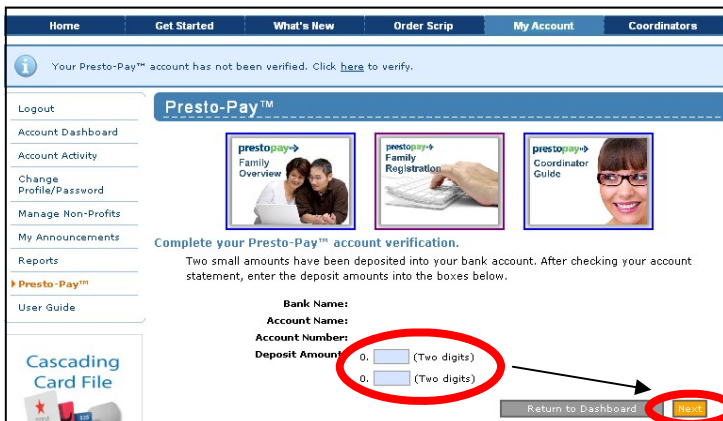 Home Get Started What's New Order Scrip My Account Coordinators
Your Presto-Pay™ account has not been verified. Click here to verify.
Logout
Account Dashboard
Account Activity
Change
Profile/Password
Manage Non-Profits
My Announcements
Reports
Presto-Pay™
User Guide
Cascading
Card File
Presto-Pay™
prestopay
Family
Overview
prestopay
Family
Registration
prestopay
Coordinator
Guide
Complete your Presto-Pay™ account verification.
Two small amounts have been deposited into your bank account. After checking your account
statement, enter the deposit amounts into the boxes below.
Bank Name:
Account Name:
Account Number:
Deposit Amount: 0. (Two digits)
0. (Two digits)
Return to Dashboard Next